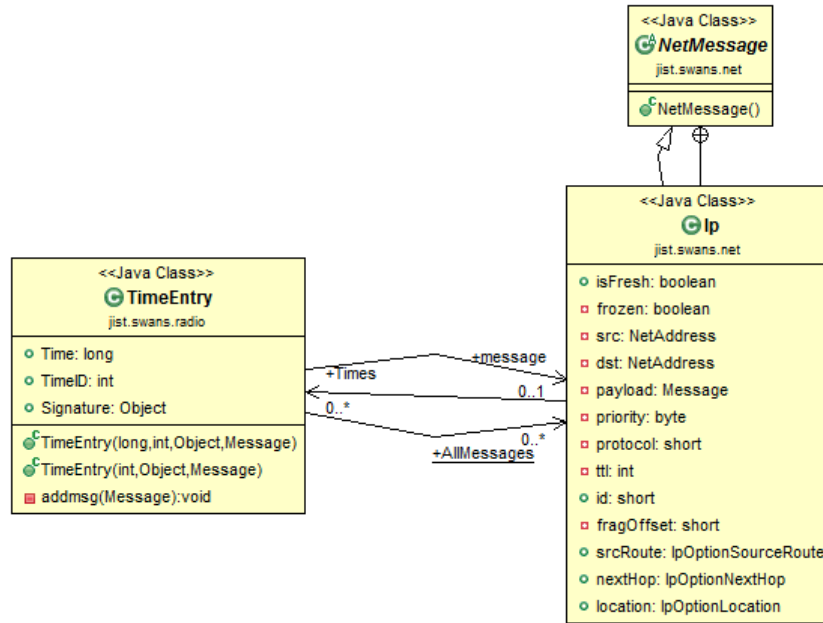 <<Java Class>>
NetMessage
jist.swans.net
NetMessage()
<<Java Class>>
Ip
jist.swans.net
isFresh: boolean
frozen: boolean
src: NetAddress
dst: NetAddress
payload: Message
priority: byte
protocol: short
ttl: int
id: short
fragOffset: short
srcRoute: IpOptionSourceRoute
nextHop: IpOptionNextHop
location: IpOptionLocation
<<Java Class>>
TimeEntry
jist.swans.radio
Time: long
TimeID: int
Signature: Object
TimeEntry(long,int,Object,Message)
TimeEntry(int,Object,Message)
addmsg(Message):void
+message
+Times
0..1
0..*
0..*
+AllMessages